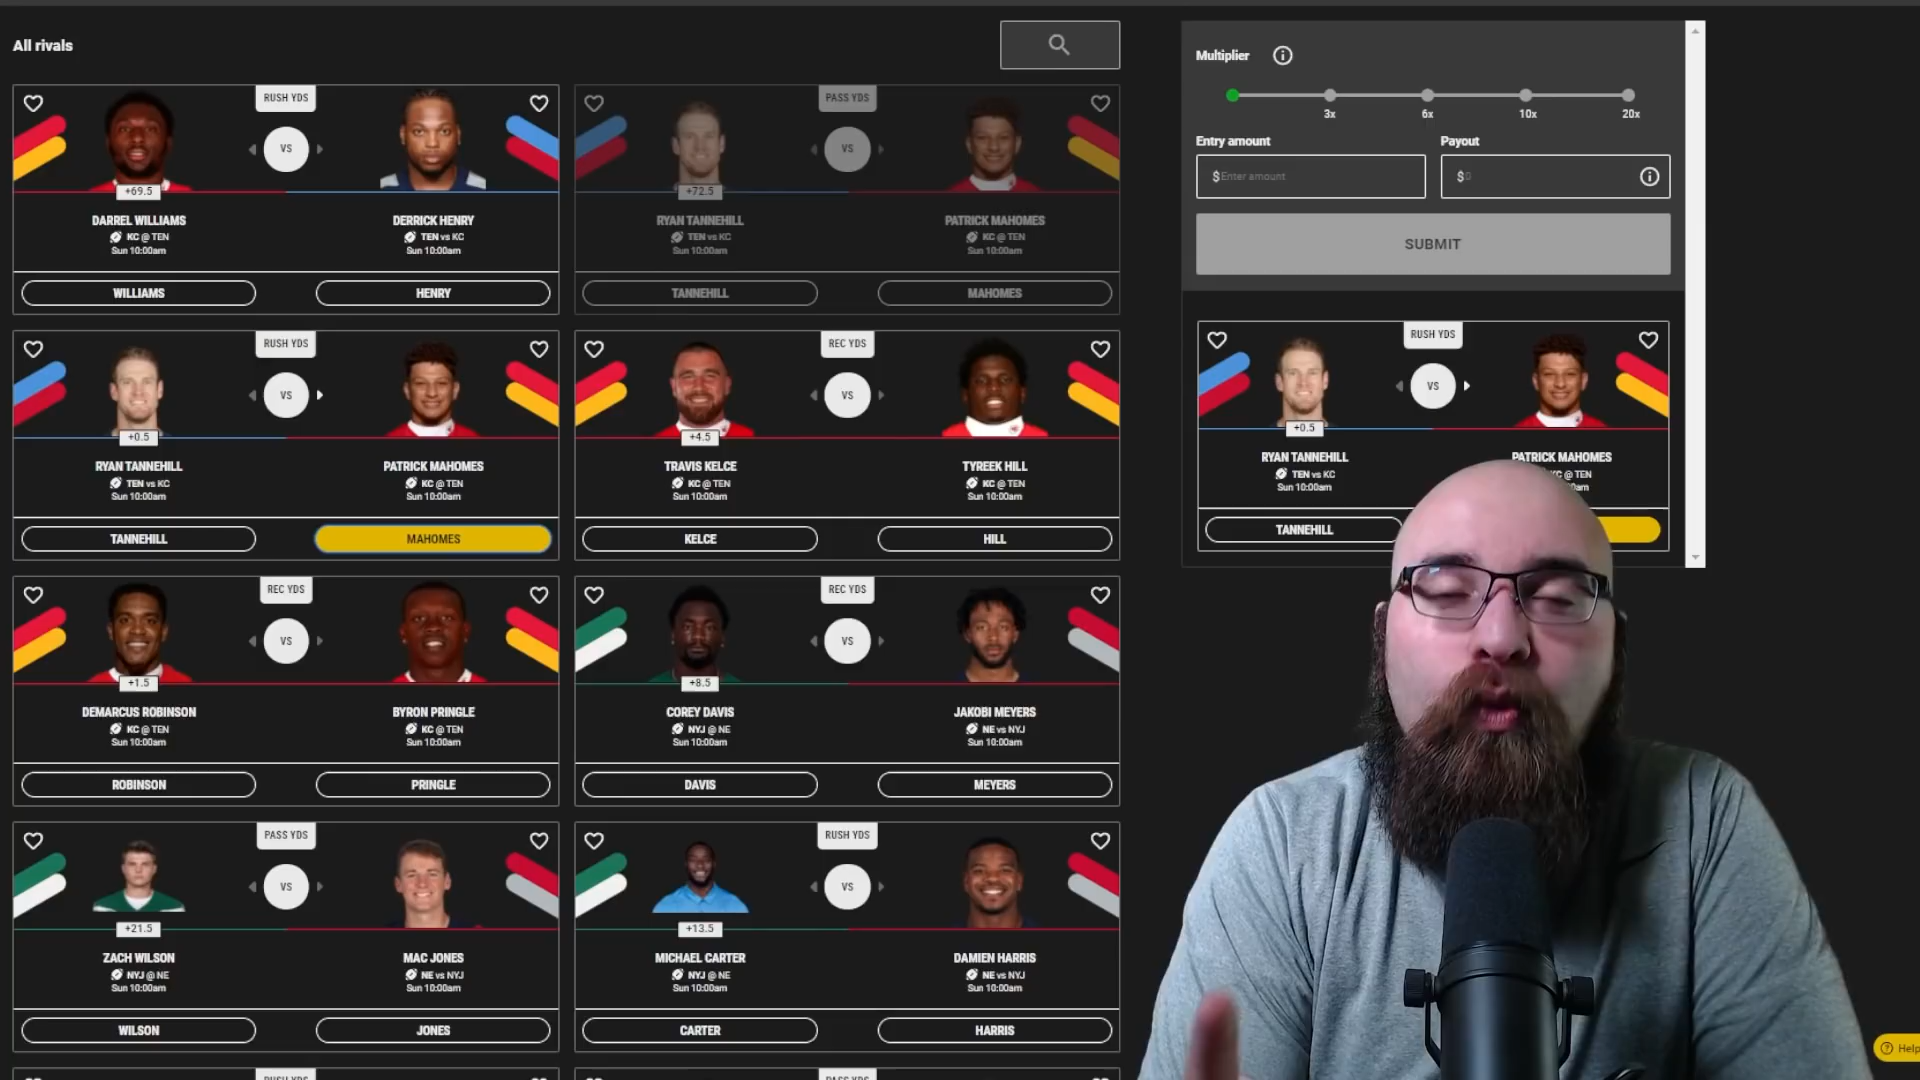 All rivals
RUSH YDS
VS
+69.5
DARREL WILLIAMS
KC @ TEN
Sun 10:00am
DERRICK HENRY
TEN vs KC
Sun 10:00am
WILLIAMS
HENRY
PASS YDS
VS
+72.5
RYAN TANNEHILL
TEN vs KC
Sun 10:00am
PATRICK MAHOMES
KC @ TEN
Sun 10:00am
TANNEHILL
MAHOMES
RUSH YDS
VS
+0.5
RYAN TANNEHILL
TEN vs KC
Sun 10:00am
PATRICK MAHOMES
KC @ TEN
Sun 10:00am
TANNEHILL
MAHOMES
REC YDS
VS
+4.5
TRAVIS KELCE
KC @ TEN
Sun 10:00am
TYREEK HILL
KC @ TEN
Sun 10:00am
KELCE
HILL
REC YDS
VS
+1.5
DEMARCUS ROBINSON
KC @ TEN
Sun 10:00am
BYRON PRINGLE
KC @ TEN
Sun 10:00am
ROBINSON
PRINGLE
REC YDS
VS
+8.5
COREY DAVIS
NYJ @ NE
Sun 10:00am
JAKOBI MEYERS
NE vs NYJ
Sun 10:00am
DAVIS
MEYERS
PASS YDS
VS
+21.5
ZACH WILSON
NYJ @ NE
Sun 10:00am
MAC JONES
NE vs NYJ
Sun 10:00am
WILSON
JONES
RUSH YDS
VS
+13.5
MICHAEL CARTER
NYJ @ NE
Sun 10:00am
DAMIEN HARRIS
NE vs NYJ
Sun 10:00am
CARTER
HARRIS
RUSH YDS
PASS YDS
Multiplier
3x
6x
10x
20x
Entry amount
Payout
$Enter amount
$0
SUBMIT
RUSH YDS
VS
+0.5
RYAN TANNEHILL
TEN vs KC
Sun 10:00am
PATRICK MAHOMES
@ TEN
TANNEHILL
Help